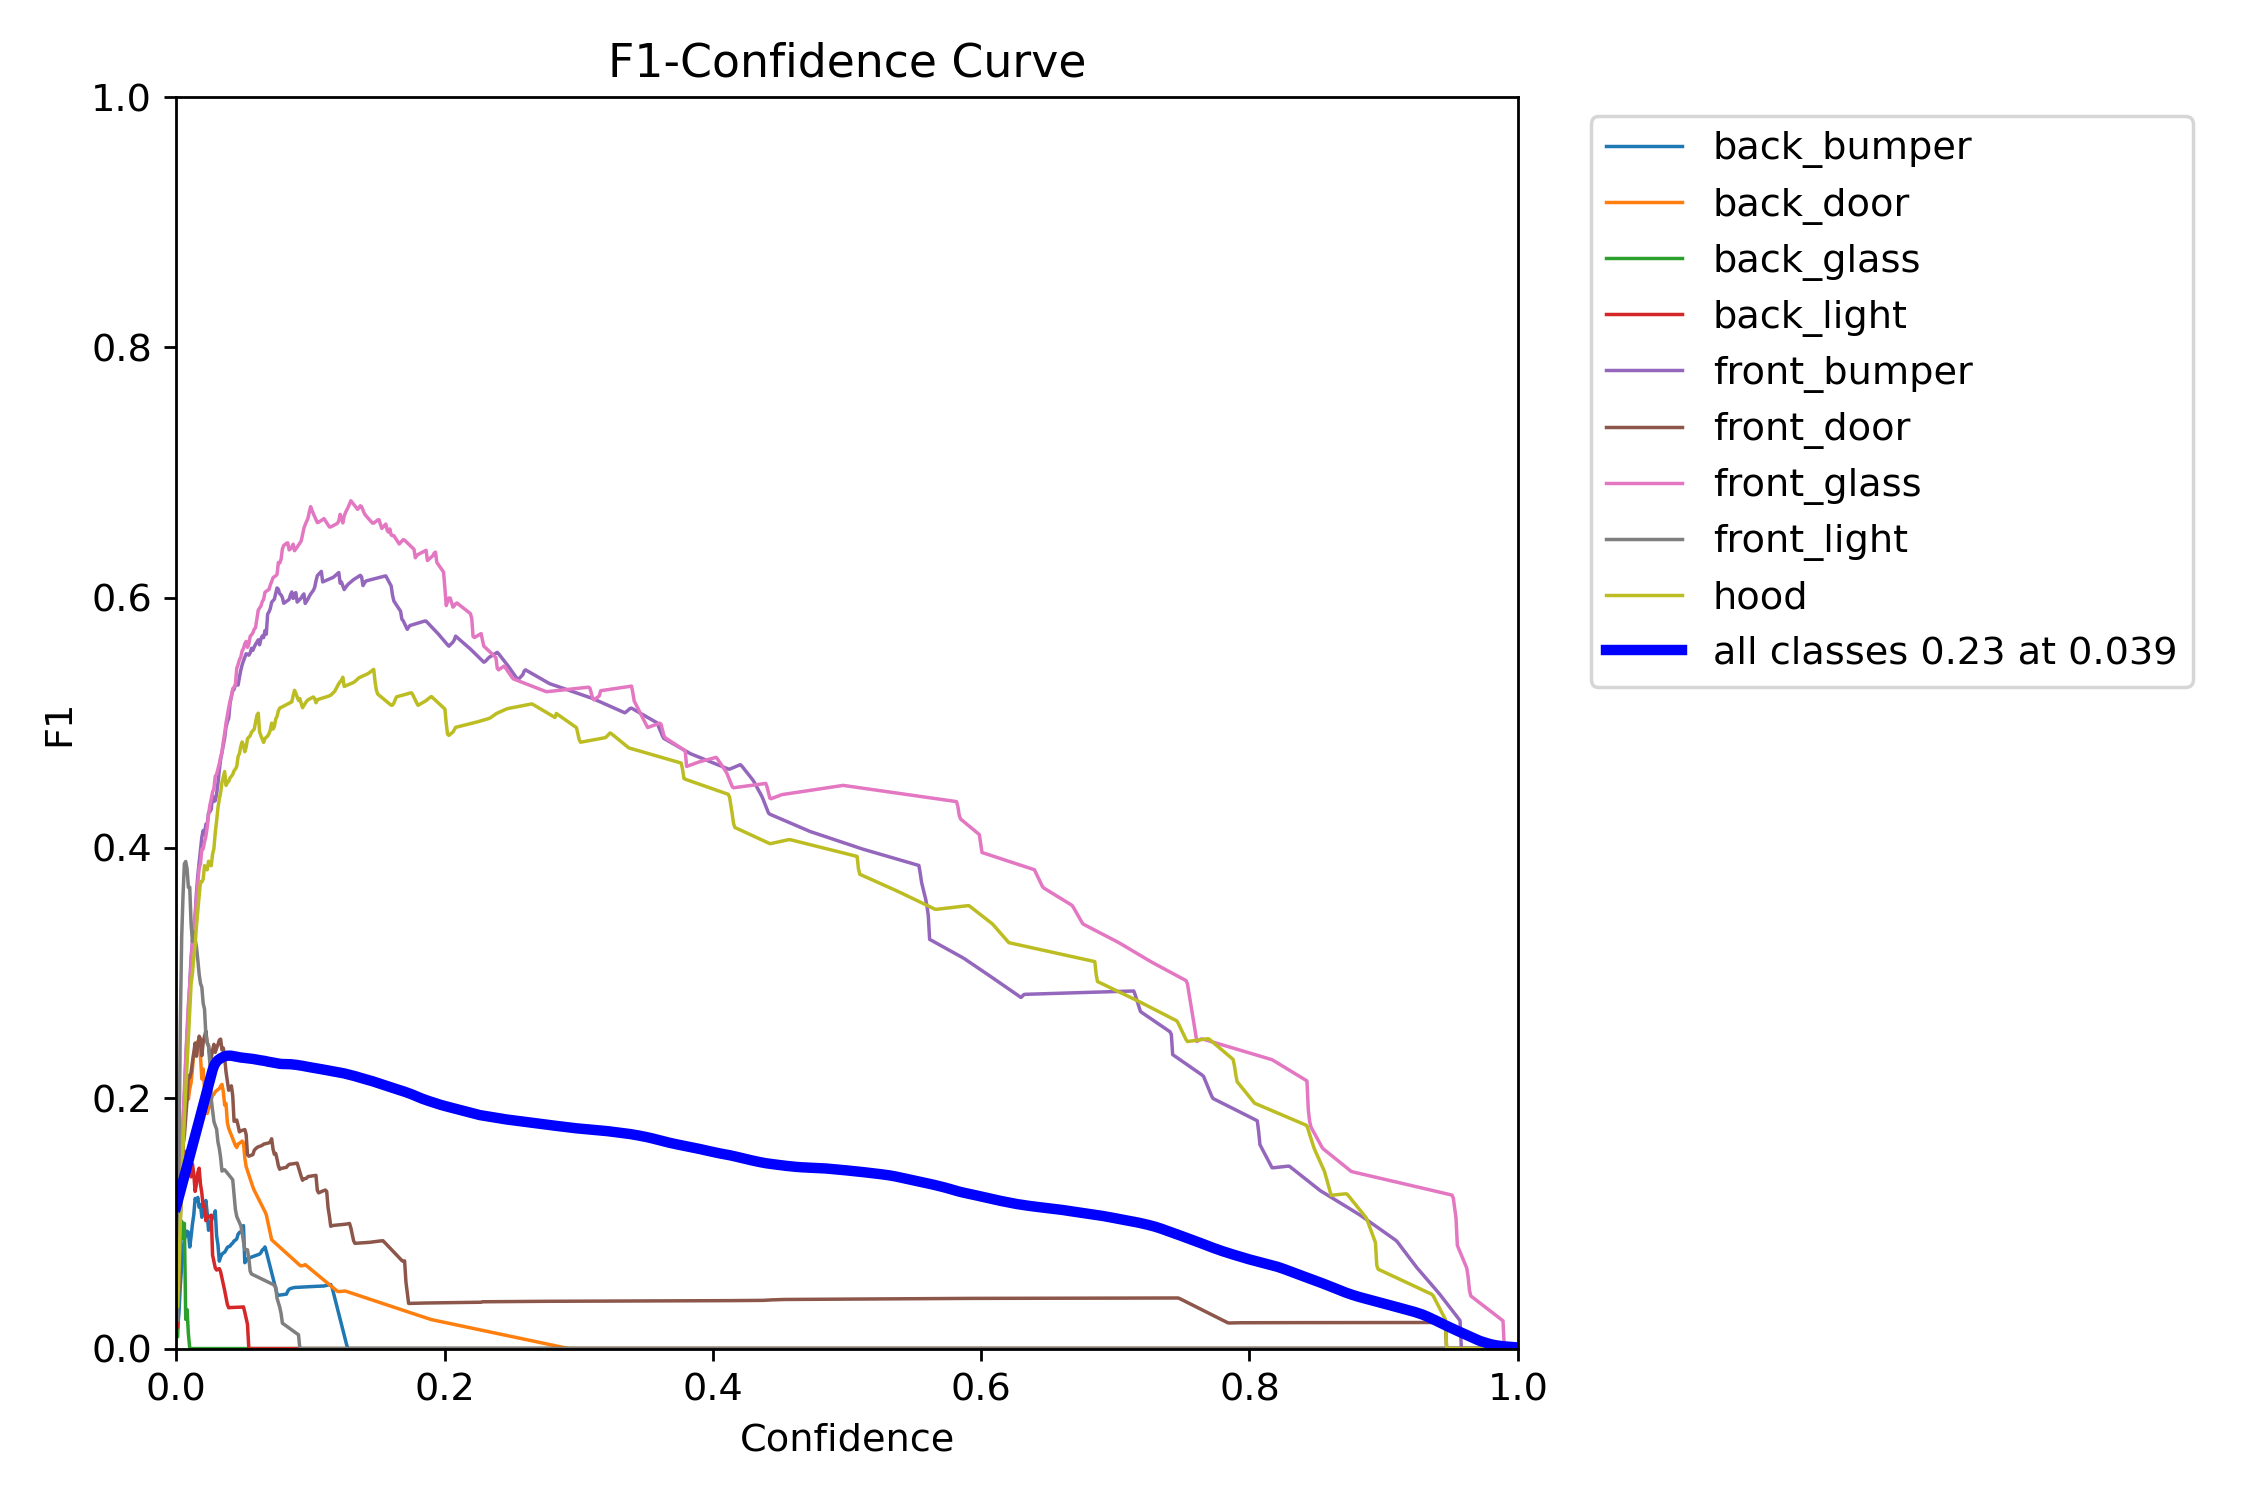 F1-Confidence Curve
1.0
0.8
0.6
0.4
0.2
0.0
F1
0.0 0.2 0.4 0.6 0.8 1.0
Confidence
back_bumper
back_door
back_glass
back_light
front_bumper
front_door
front_glass
front_light
hood
all classes 0.23 at 0.039